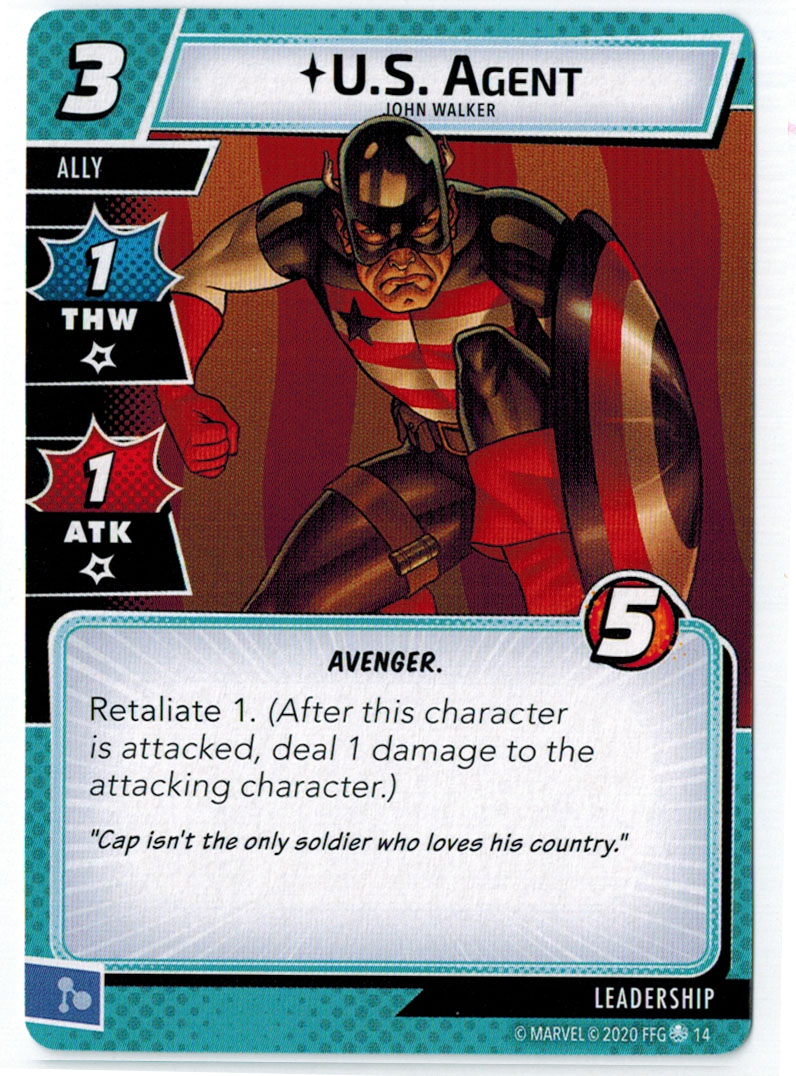 3
U.S. AGENT
JOHN WALKER
ALLY
1
THW
1
ATK
5
AVENGER.
Retaliate 1. (After this character
is attacked, deal 1 damage to the
attacking character.)
"Cap isn't the only soldier who loves his country."
LEADERSHIP
© MARVEL © 2020 FFG 14